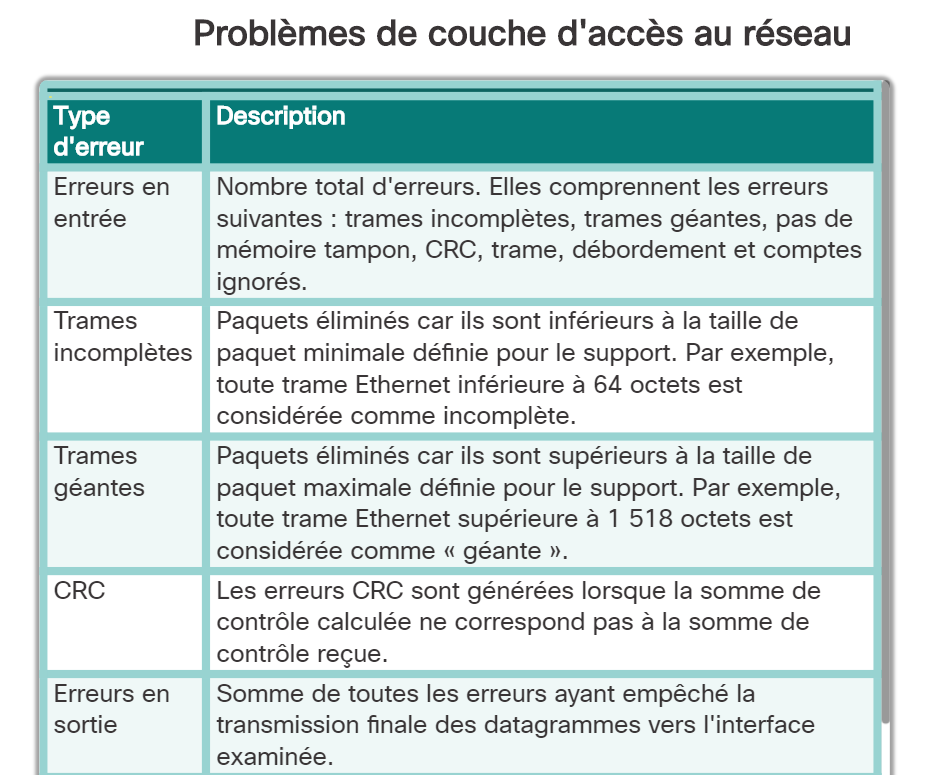 Problèmes de couche d'accès au réseau
Type
d'erreur
Description
Erreurs en
entrée
Nombre total d'erreurs. Elles comprennent les erreurs
suivantes : trames incomplètes, trames géantes, pas de
mémoire tampon, CRC, trame, débordement et comptes
ignorés.
Trames
incomplètes
Paquets éliminés car ils sont inférieurs à la taille de
paquet minimale définie pour le support. Par exemple,
toute trame Ethernet inférieure à 64 octets est
considérée comme incomplète.
Trames
géantes
Paquets éliminés car ils sont supérieurs à la taille de
paquet maximale définie pour le support. Par exemple,
toute trame Ethernet supérieure à 1 518 octets est
considérée comme « géante ».
CRC
Les erreurs CRC sont générées lorsque la somme de
contrôle calculée ne correspond pas à la somme de
contrôle reçue.
Erreurs en
sortie
Somme de toutes les erreurs ayant empêché la
transmission finale des datagrammes vers l'interface
examinée.